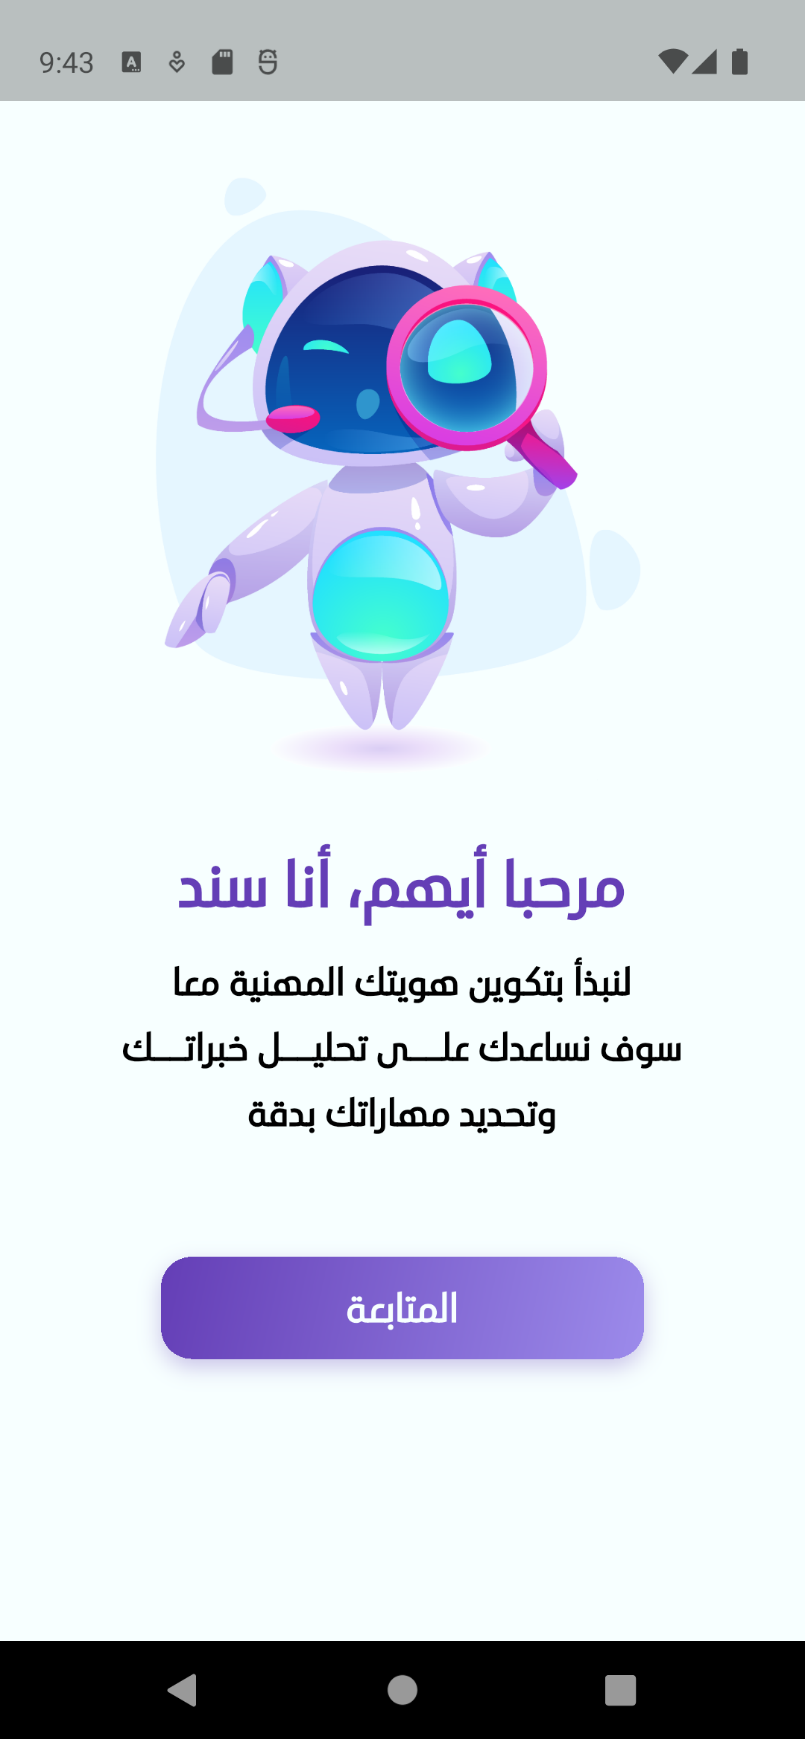 9:43
مرحبا أيهم، أنا سند
لنبذأ بتكوين هويتك المهنية معا
سوف نساعدك علـــى تحليـــل خبراتـــك
وتحديد مهاراتك بدقة
المتابعة